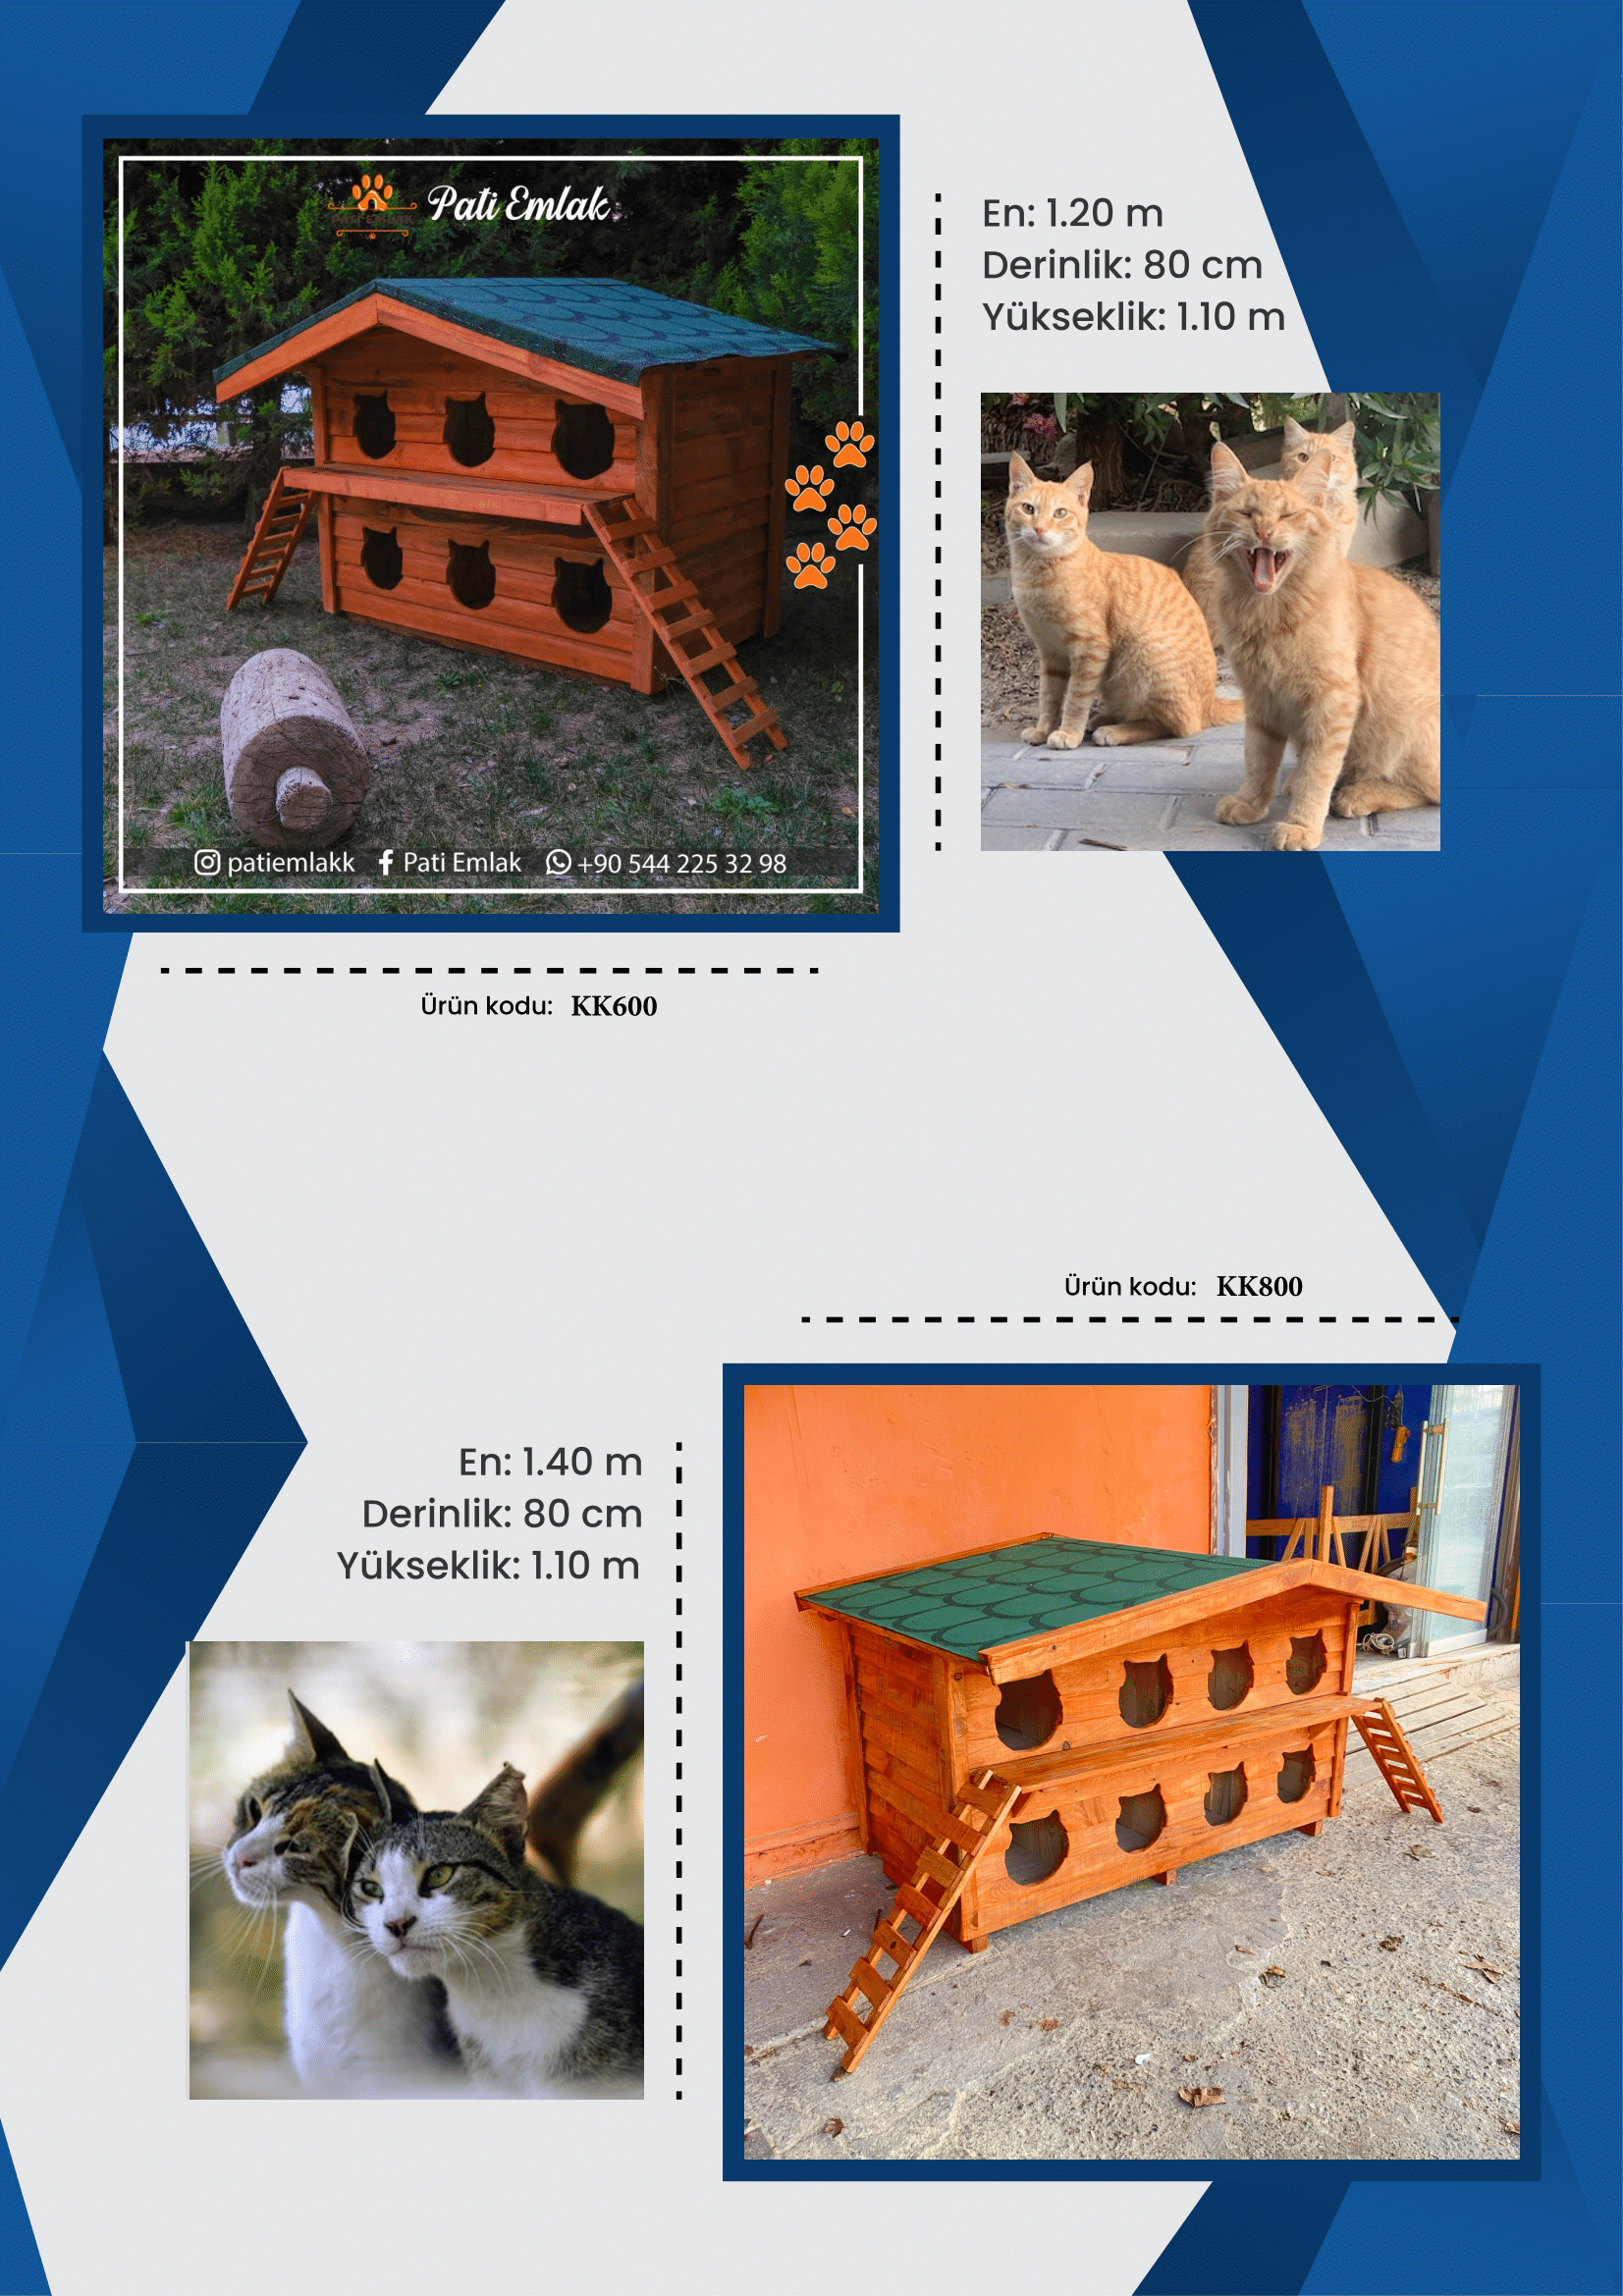 Pati Emlak
En: 1.20 m
Derinlik: 80 cm
Yükseklik: 1.10 m
patiemlakk Pati Emlak +90 544 225 32 98
Ürün kodu: KK600
Ürün kodu: KK800
En: 1.40 m
Derinlik: 80 cm
Yükseklik: 1.10 m